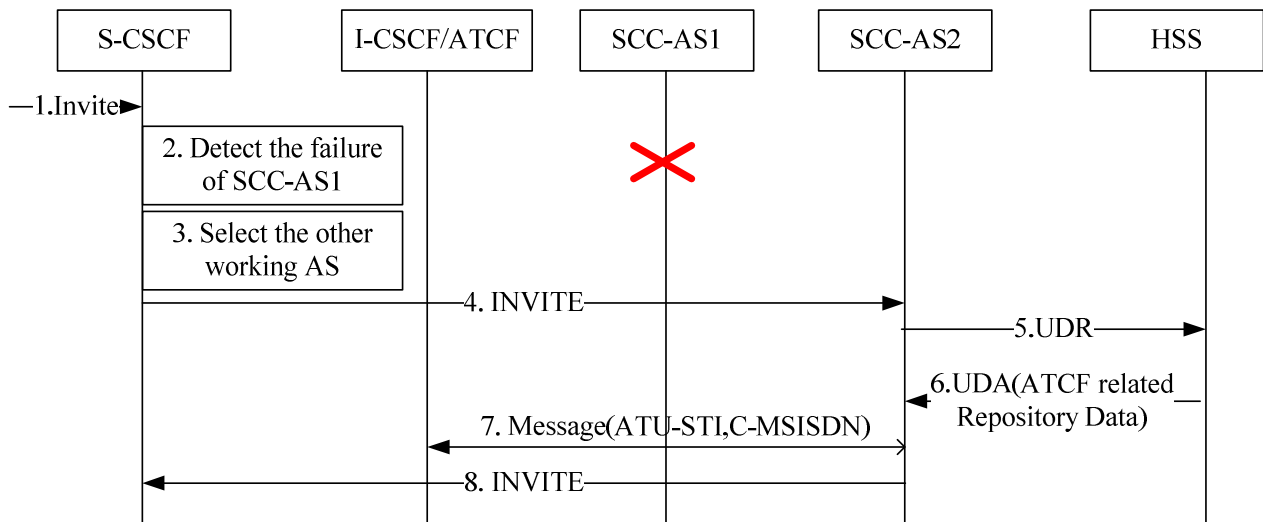 S-CSCF
I-CSCF/ATCF
SCC-AS1
SCC-AS2
HSS
1.Invite
2. Detect the failure
of SCC-AS1
3. Select the other
working AS
4. INVITE
5.UDR
6.UDA(ATCF related
Repository Data)
7. Message(ATU-STI,C-MSISDN)
8. INVITE